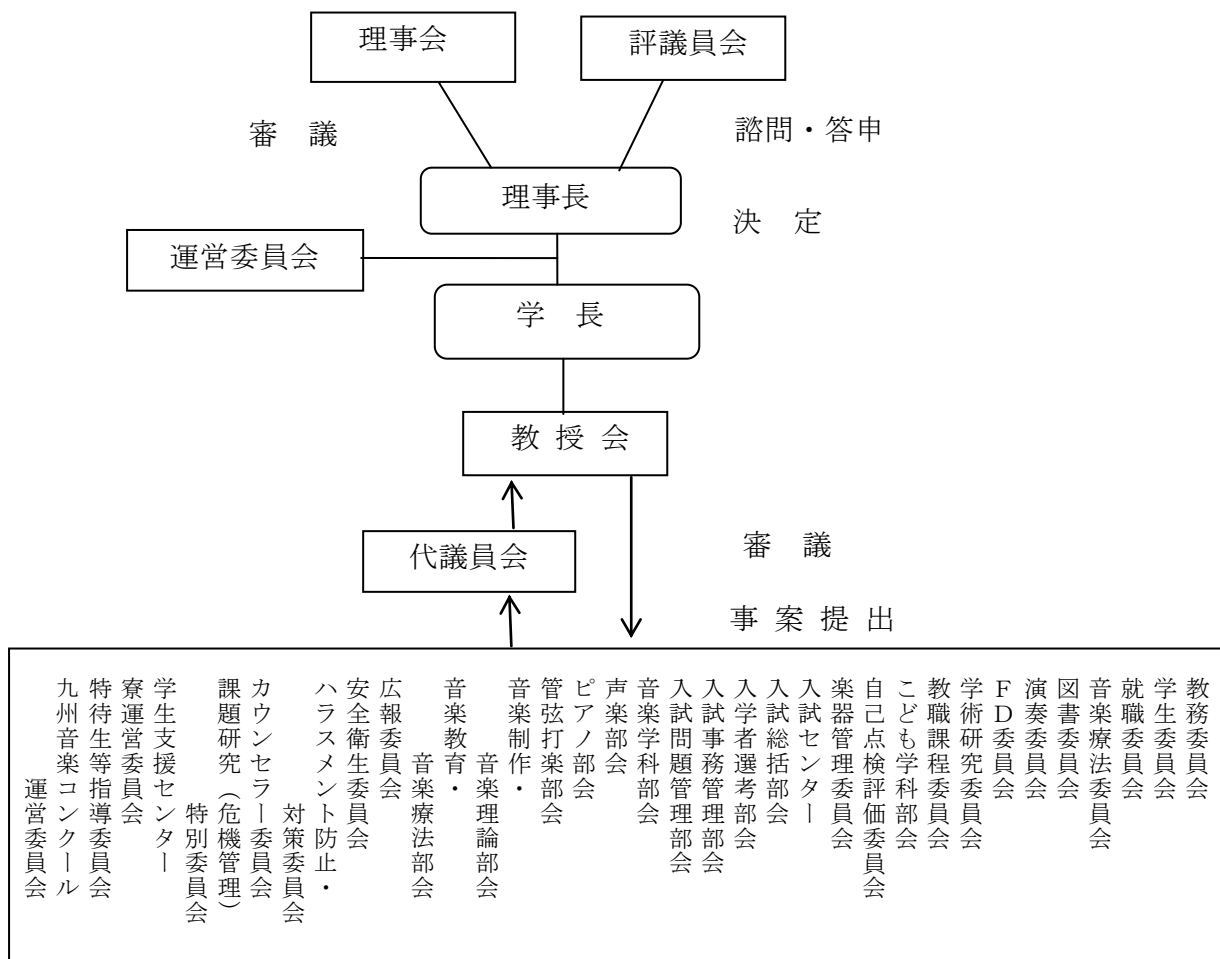 理事会
評議員会
審　議
諮問・答申
理事長
決　定
運営委員会
学　長
教 授 会
代議員会
審　議
事 案 提 出
教務委員会
学生委員会
就職委員会
音楽療法委員会
図書委員会
演奏委員会
ＦＤ委員会
学術研究委員会
教職課程委員会
こども学科部会
自己点検評価委員会
楽器管理委員会
入試センター
入試総括部会
入学者選考部会
入試事務管理部会
入試問題管理部会
音楽学科部会
声楽部会
ピアノ部会
管弦打楽部会
音楽制作・
音楽理論部会
音楽教育・
音楽療法部会
広報委員会
安全衛生委員会
ハラスメント防止・
対策委員会
カウンセラー委員会
課題研究（危機管理）
特別委員会
学生支援センター
寮運営委員会
特待生等指導委員会
九州音楽コンクール
運営委員会